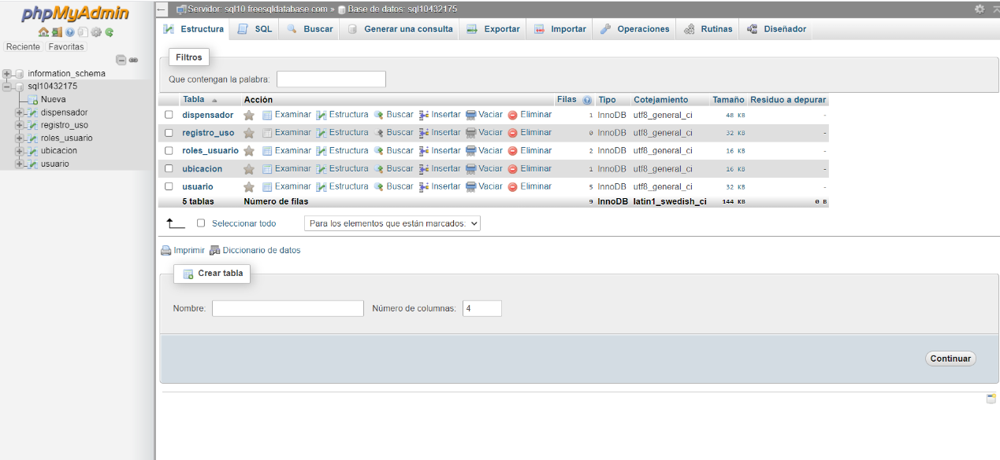 phpMyAdmin
Reciente Favoritas
information_schema
sql10432175
Nueva
dispensador
registro_uso
roles_usuario
ubicacion
usuario
Servidor: sql10.freesqldatabase.com » Base de datos: sql10432175
Estructura SQL Buscar Generar una consulta Exportar Importar Operaciones Rutinas Diseñador
Filtros
Que contengan la palabra:
Tabla Acción Filas Tipo Cotejamiento Tamaño Residuo a depurar
dispensador Examinar Estructura Buscar Insertar Vaciar Eliminar 1 InnoDB utf8_general_ci 48 KB -
registro_uso Examinar Estructura Buscar Insertar Vaciar Eliminar 0 InnoDB utf8_general_ci 32 KB -
roles_usuario Examinar Estructura Buscar Insertar Vaciar Eliminar 2 InnoDB utf8_general_ci 16 KB -
ubicacion Examinar Estructura Buscar Insertar Vaciar Eliminar 1 InnoDB utf8_general_ci 16 KB -
usuario Examinar Estructura Buscar Insertar Vaciar Eliminar 5 InnoDB utf8_general_ci 32 KB -
5 tablas Número de filas 9 InnoDB latin1_swedish_ci 144 KB 0 B
Seleccionar todo Para los elementos que están marcados:
Imprimir Diccionario de datos
Crear tabla
Nombre: Número de columnas: 4
Continuar